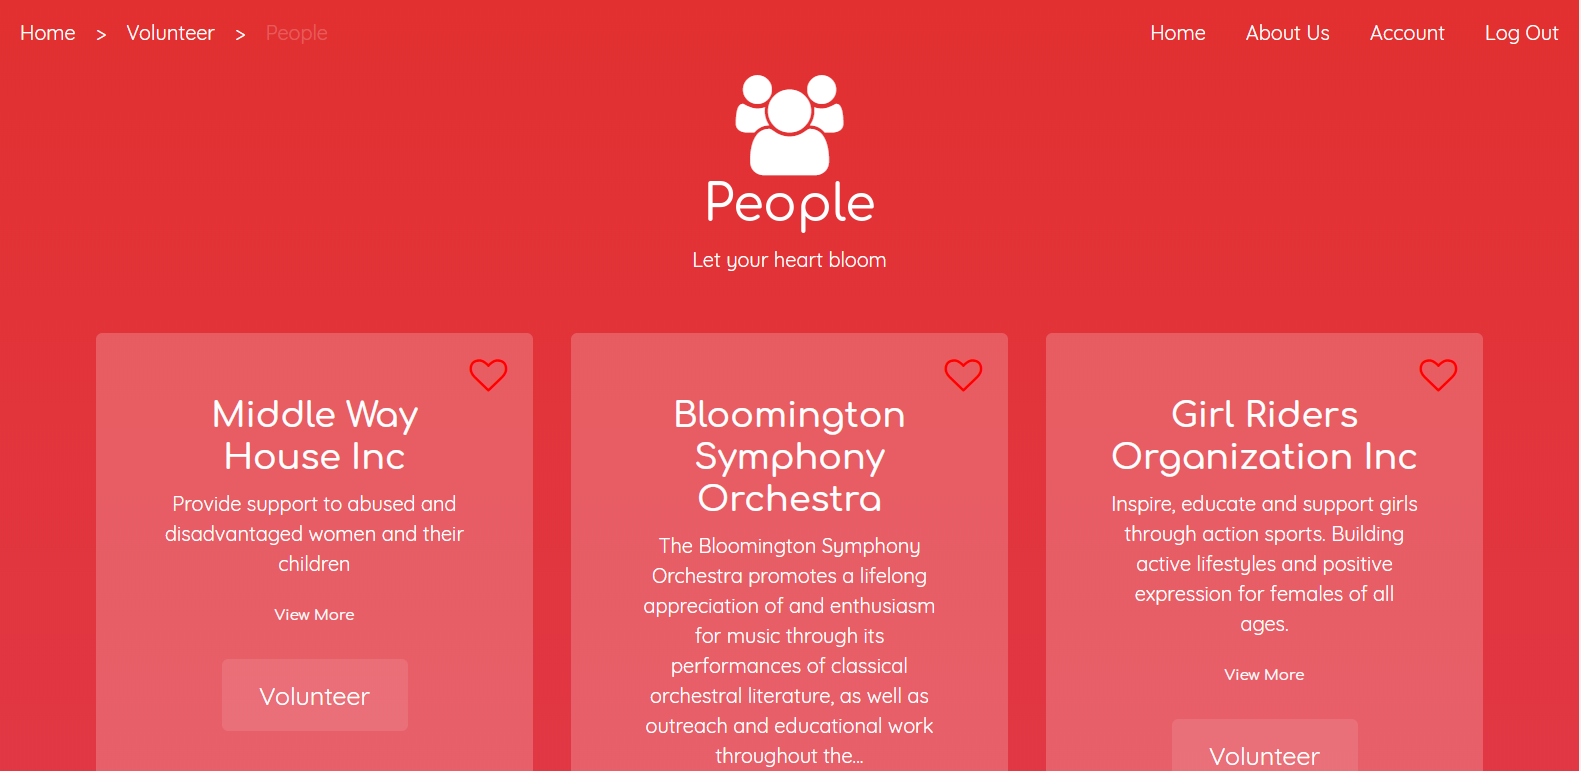 Home > Volunteer > People
Home About Us Account Log Out
People
Let your heart bloom
Middle Way
House Inc
Provide support to abused and
disadvantaged women and their
children
View More
Volunteer
Bloomington
Symphony
Orchestra
The Bloomington Symphony
Orchestra promotes a lifelong
appreciation of and enthusiasm
for music through its
performances of classical
orchestral literature, as well as
outreach and educational work
throughout the...
Girl Riders
Organization Inc
Inspire, educate and support girls
through action sports. Building
active lifestyles and positive
expression for females of all
ages.
View More
Volunteer